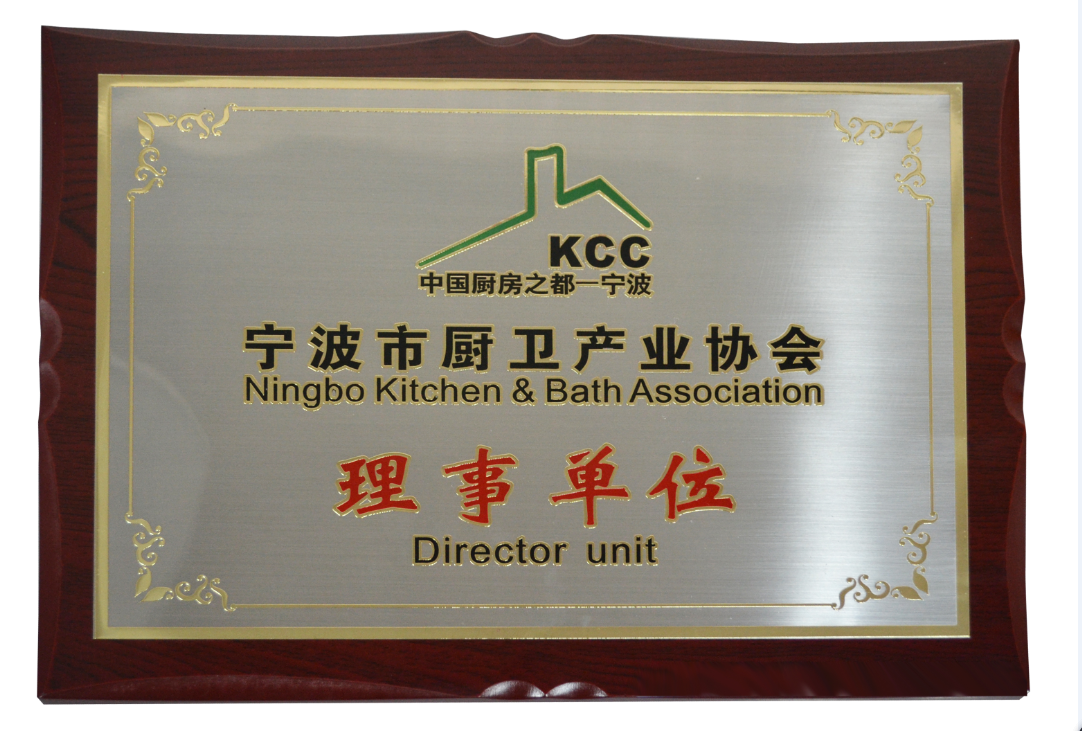 KCC
中国厨房之都—宁波
宁波市厨卫产业协会
Ningbo Kitchen & Bath Association
理事单位
Director unit